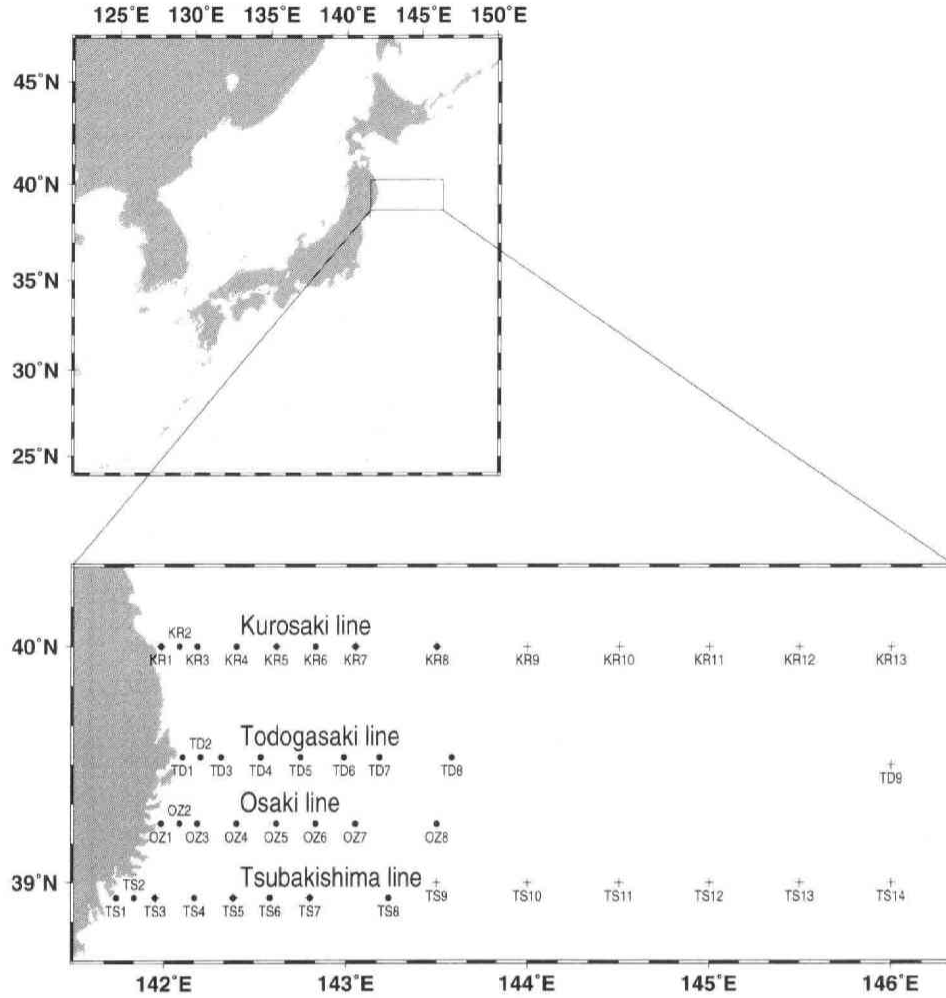 125°E 130°E 135°E 140°E 145°E 150°E
45°N
40°N
35°N
30°N
25°N
Kurosaki line
40°N
KR2
KR1 KR3 KR4 KR5 KR6 KR7 KR8 KR9 KR10 KR11 KR12 KR13
Todogasaki line
TD2
TD1 TD3 TD4 TD5 TD6 TD7 TD8
TD9
Osaki line
OZ2
OZ1 OZ3 OZ4 OZ5 OZ6 OZ7 OZ8
Tsubakishima line
39°N
TS2
TS9 TS10 TS11 TS12 TS13 TS14
TS1 TS3 TS4 TS5 TS6 TS7 TS8
142°E 143°E 144°E 145°E 146°E